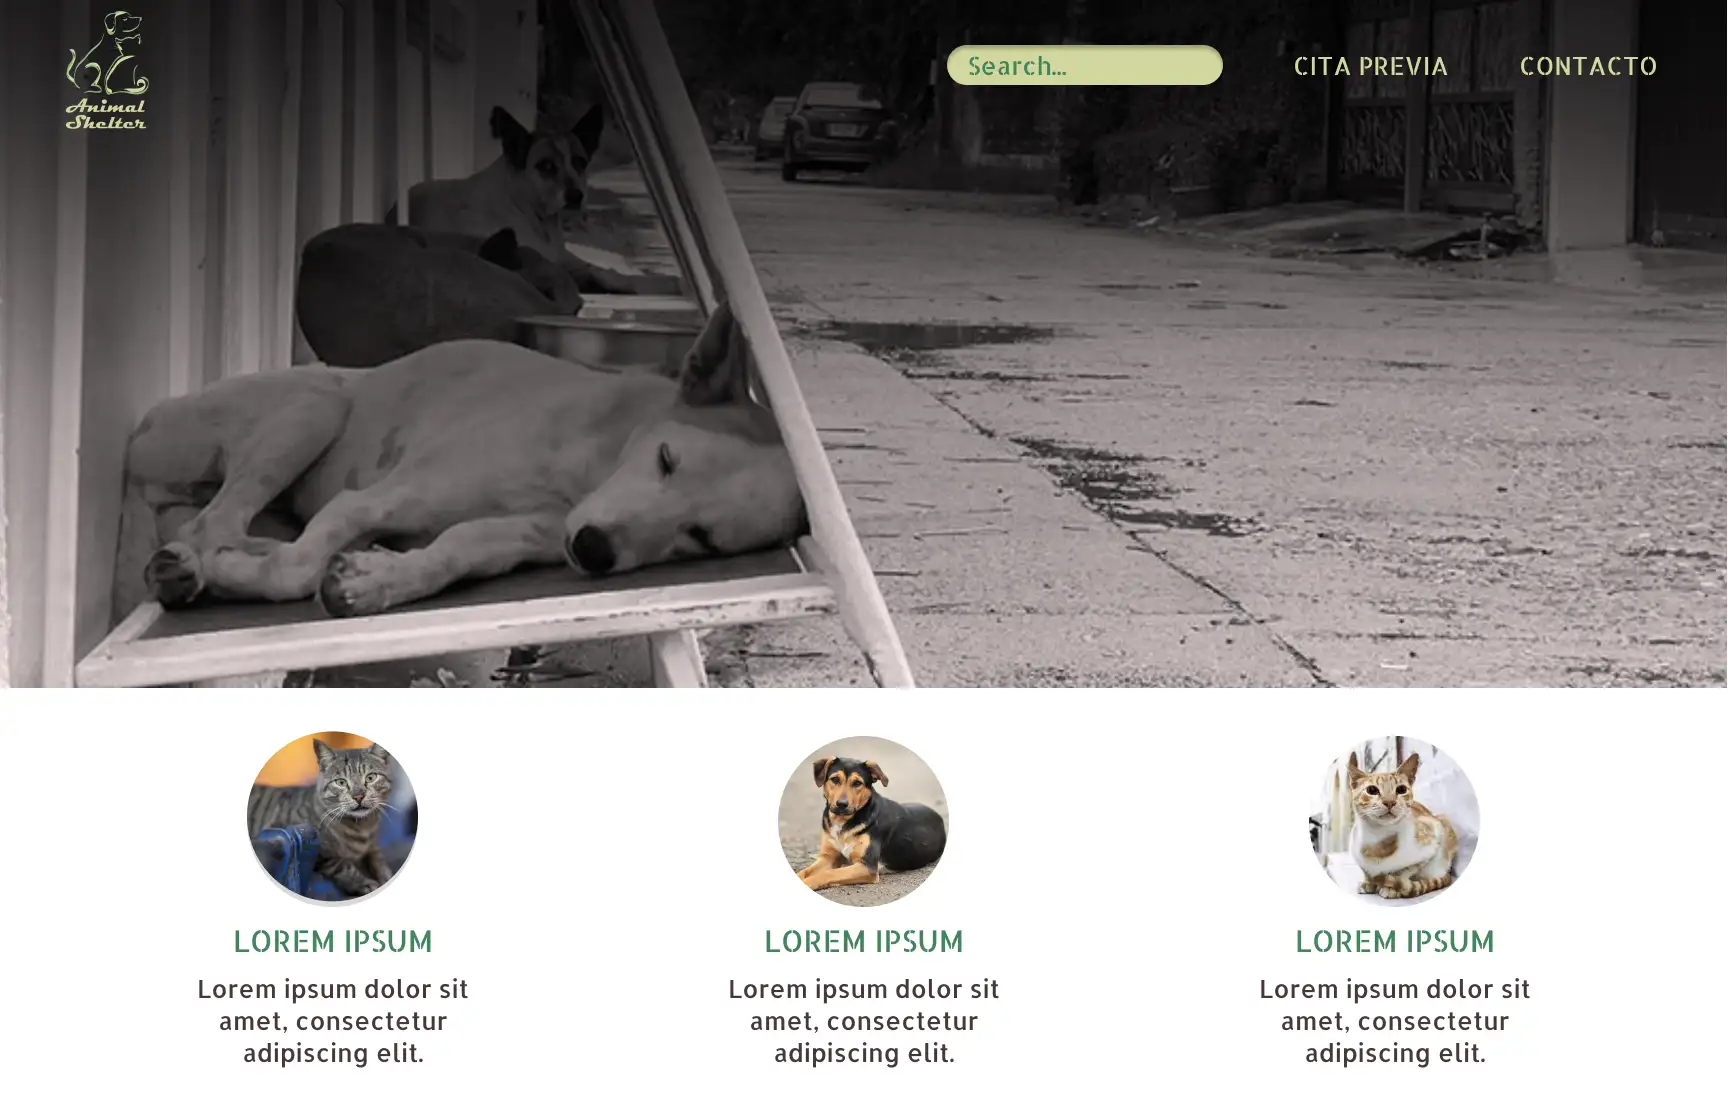 Animal
Shelter
Search...
CITA PREVIA
CONTACTO
LOREM IPSUM
Lorem ipsum dolor sit
amet, consectetur
adipiscing elit.
LOREM IPSUM
Lorem ipsum dolor sit
amet, consectetur
adipiscing elit.
LOREM IPSUM
Lorem ipsum dolor sit
amet, consectetur
adipiscing elit.